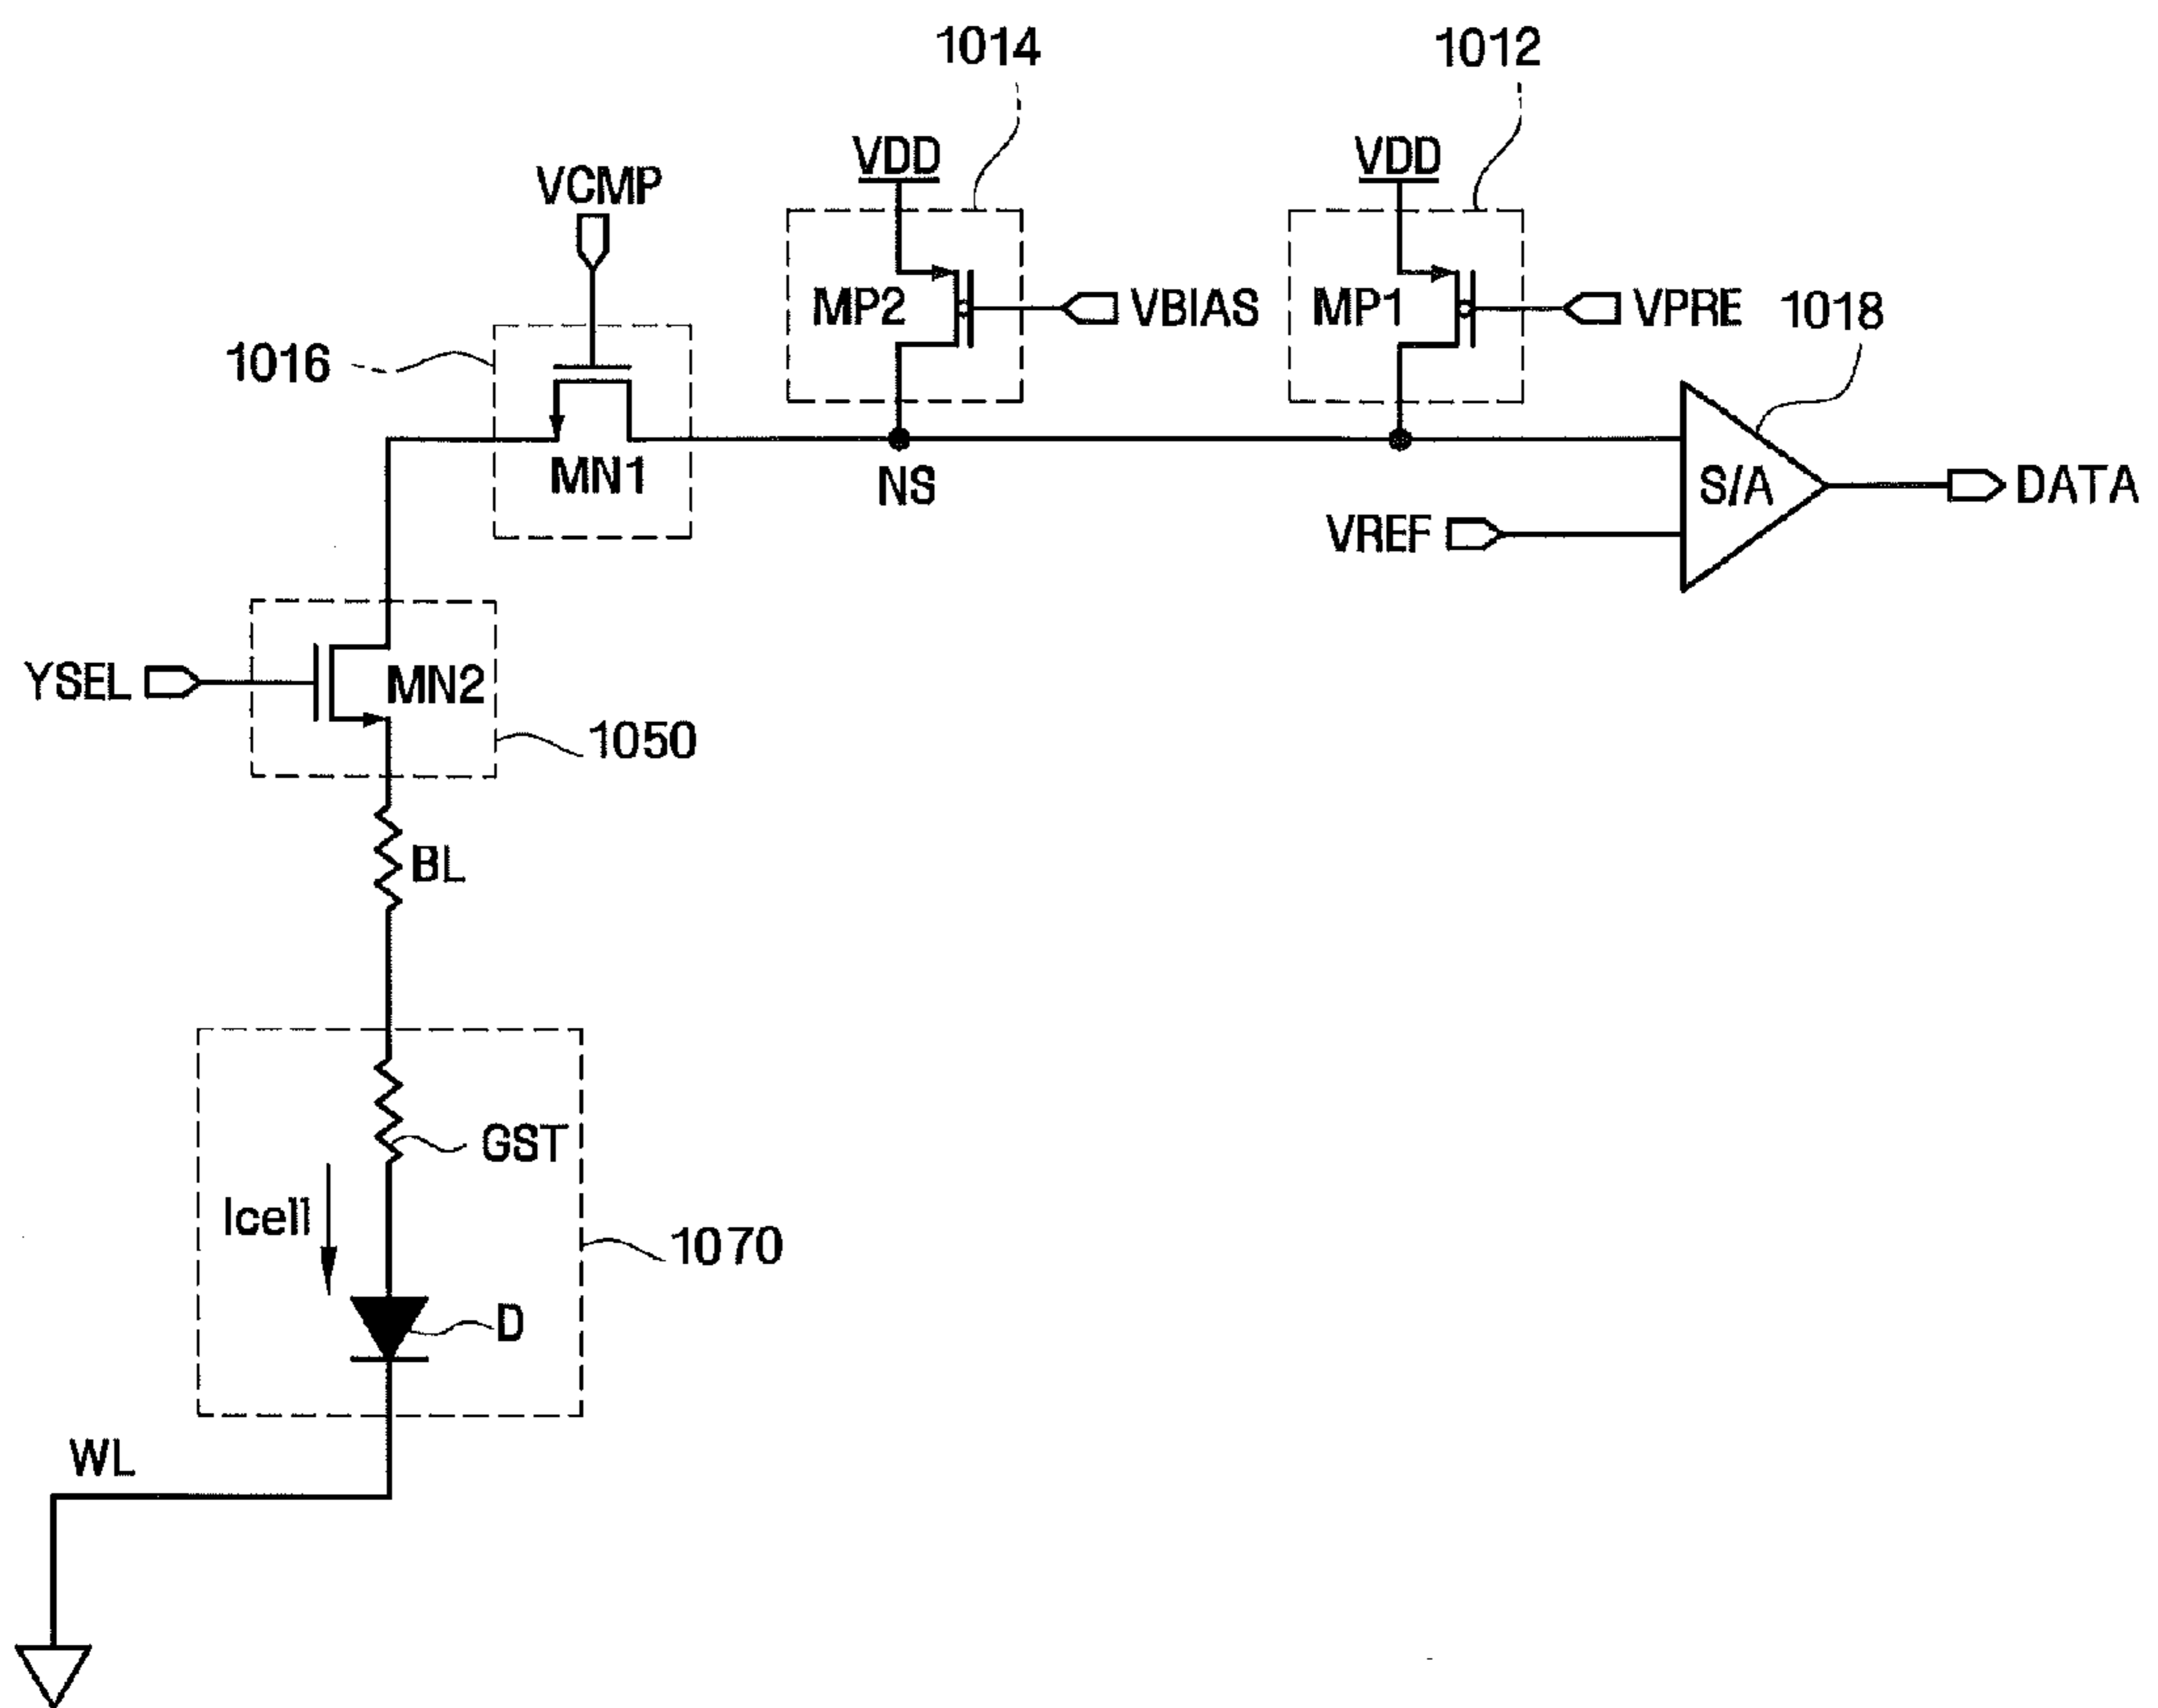 1014
1012
VDD
VDD
VCMP
MP2
VBIAS
MP1
VPRE
1018
1016
MN1
NS
S/A
DATA
VREF
YSEL
MN2
1050
BL
GST
Icell
1070
D
WL